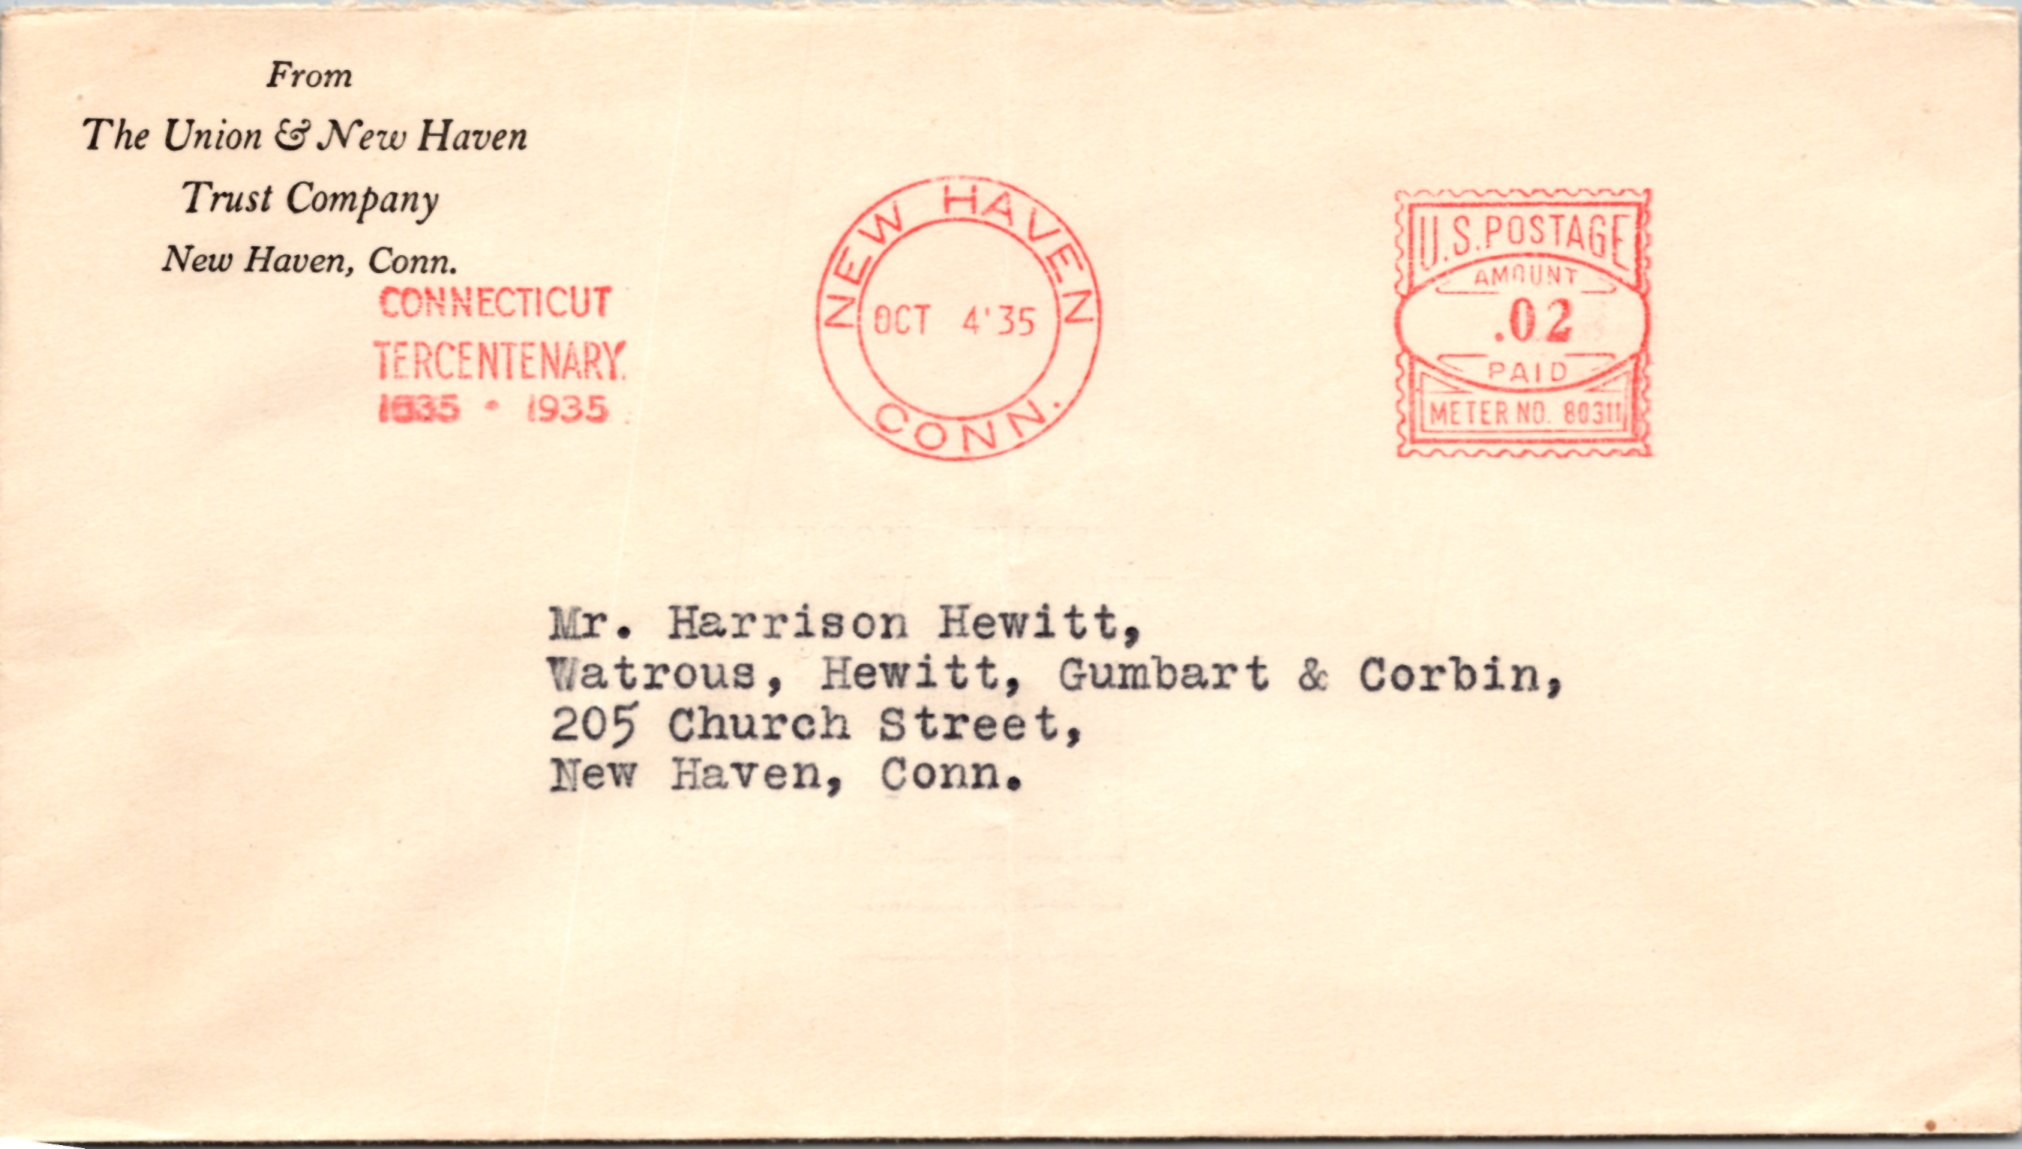 From
The Union & New Haven
Trust Company
New Haven, Conn.
CONNECTICUT
TERCENTENARY.
1635 • 1935
NEW HAVEN
OCT 4'35
CONN.
U.S. POSTAGE
AMOUNT
.02
PAID
METER NO. 80311
Mr. Harrison Hewitt,
Watrous, Hewitt, Gumbart & Corbin,
205 Church Street,
New Haven, Conn.